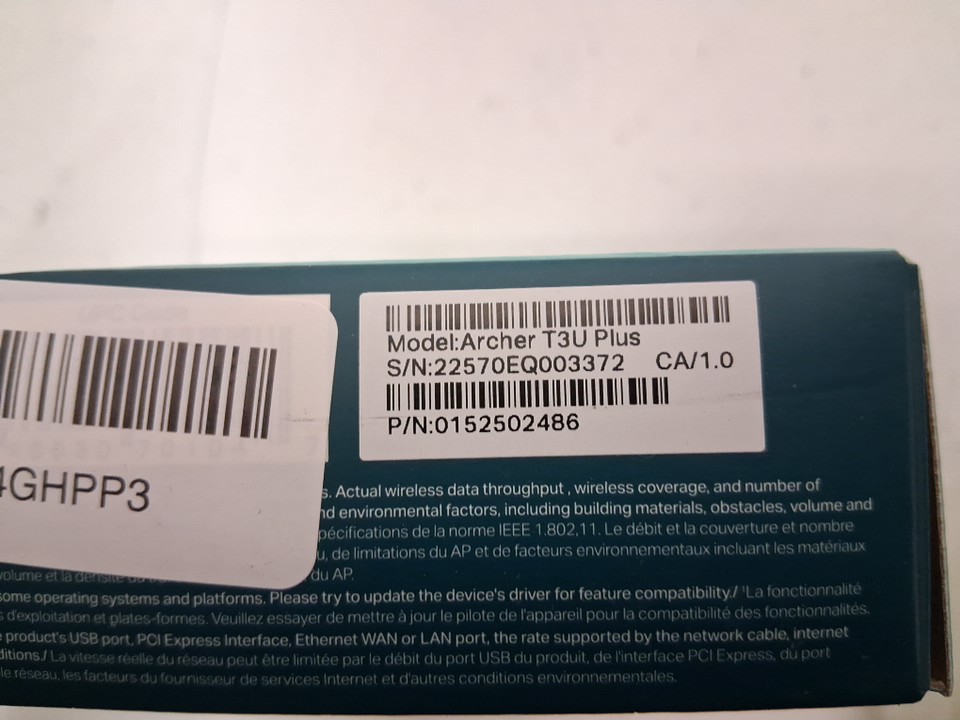 Model:Archer T3U Plus
S/N:22570EQ003372 CA/1.0
P/N:0152502486
4GHPP3
s. Actual wireless data throughput , wireless coverage, and number of
nd environmental factors, including building materials, obstacles, volume and
pécifications de la norme IEEE 1.802,11. Le débit et la couverture et nombre
u, de limitations du AP et de facteurs environnementaux incluant les matériaux
volume et la densité du AP.
some operating systems and platforms. Please try to update the device's driver for feature compatibility./ ¹La fonctionnalité
s d'exploitation et plates-formes. Veuillez essayer de mettre à jour le pilote de l'appareil pour la compatibilité des fonctionnalités.
e product's USB port, PCI Express Interface, Ethernet WAN or LAN port, the rate supported by the network cable, internet
ditions./ La vitesse réelle du réseau peut être limitée par le débit du port USB du produit, de l'interface PCI Express, du port
le réseau, les facteurs du fournisseur de services Internet et d'autres conditions environnementales.